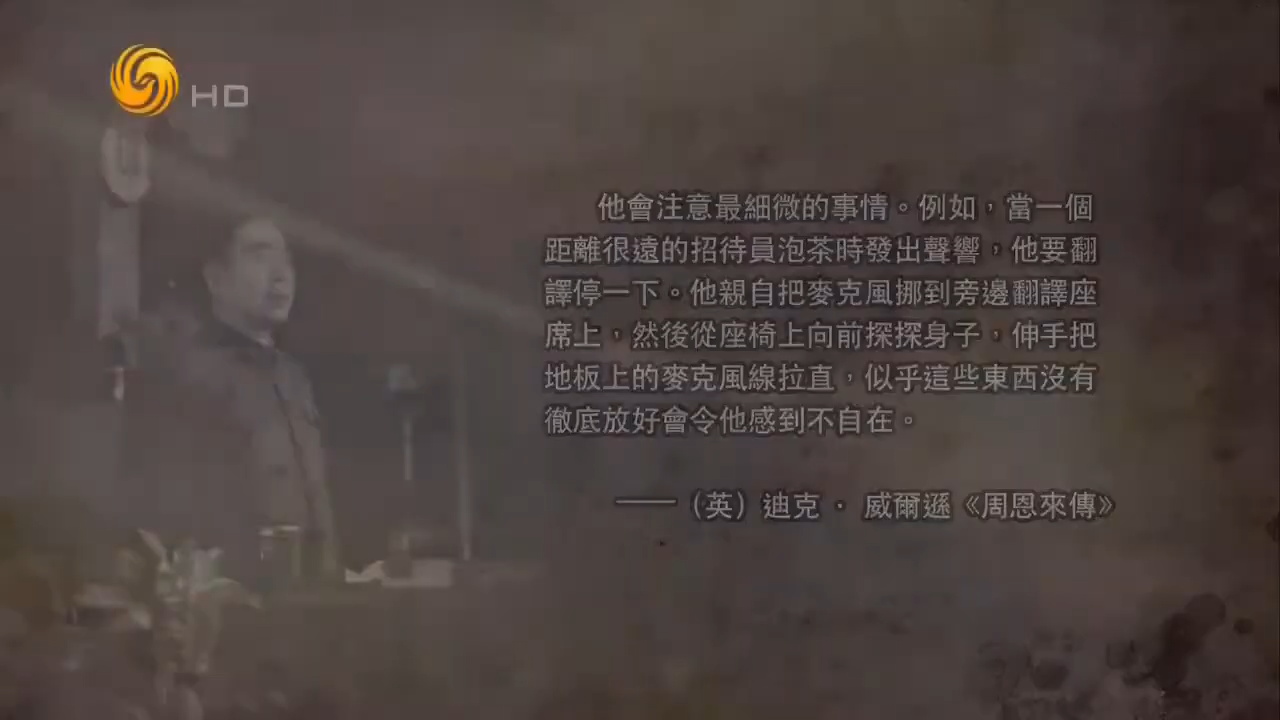 HD
他會注意最細微的事情。例如，當一個
距離很遠的招待員泡茶時發出聲響，他要翻
譯停一下。他親自把麥克風挪到旁邊翻譯座
席上，然後從座椅上向前探探身子，伸手把
地板上的麥克風線拉直，似乎這些東西沒有
徹底放好會令他感到不自在。
——（英）迪克· 威爾遜《周恩來傳》